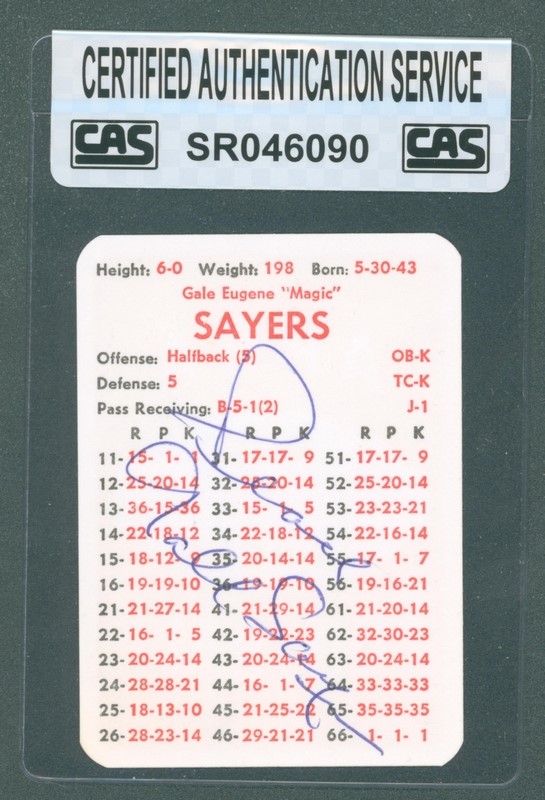 CERTIFIED AUTHENTICATION SERVICE
CAS SR046090 CAS
Height: 6-0 Weight: 198 Born: 5-30-43
Gale Eugene "Magic"
SAYERS
Offense: Halfback (5) OB-K
Defense: 5 TC-K
Pass Receiving: B-5-1(2) J-1
R P K R P K R P K
11-15- 1- 1 31-17-17- 9 51-17-17- 9
12-25-20-14 32-28-20-14 52-25-20-14
13-36-15-36 33-15- 1- 5 53-23-23-21
14-22-18-12 34-22-18-12 54-22-16-14
15-18-12- 9 35-20-14-14 55-17- 1- 7
16-19-19-10 36-19-19-10 56-19-16-21
21-21-27-14 41-21-29-14 61-21-20-14
22-16- 1- 5 42-19-22-23 62-32-30-23
23-20-24-14 43-20-24-14 63-20-24-14
24-28-28-21 44-16- 1- 7 64-33-33-33
25-18-13-10 45-21-25-22 65-35-35-35
26-28-23-14 46-29-21-21 66- 1- 1- 1
Gale Sayers